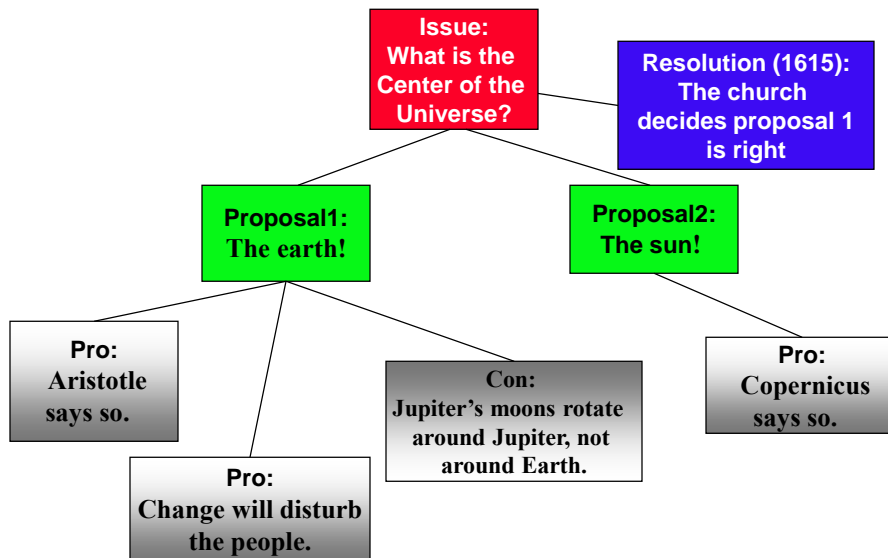 Issue:
What is the
Center of the
Universe?
Resolution (1615):
The church
decides proposal 1
is right
Proposal1:
The earth!
Proposal2:
The sun!
Pro:
Aristotle
says so.
Pro:
Change will disturb
the people.
Con:
Jupiter’s moons rotate
around Jupiter, not
around Earth.
Pro:
Copernicus
says so.